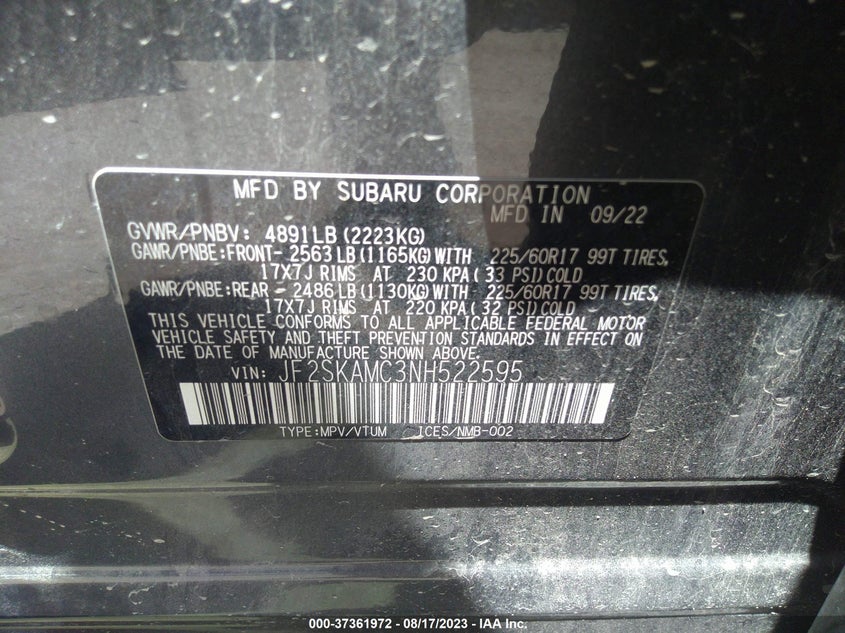 MFD BY SUBARU CORPORATION
MFD IN 09/22
GVWR/PNBV: 4891LB(2223KG)
GAWR/PNBE:FRONT- 2563LB(1165KG)WITH 225/60R17 99T TIRES,
17X7J RIMS AT 230 KPA(33 PSI)COLD
GAWR/PNBE:REAR - 2486LB(1130KG)WITH 225/60R17 99T TIRES,
17X7J RIMS AT 220 KPA(32 PSI)COLD
THIS VEHICLE CONFORMS TO ALL APPLICABLE FEDERAL MOTOR
VEHICLE SAFETY AND THEFT PREVENTION STANDARDS IN EFFECT ON
THE DATE OF MANUFACTURE SHOWN ABOVE.
VIN: JF2SKAMC3NH522595
TYPE:MPV/VTUM ICES/NMB-002
000-37361972 - 08/17/2023 - IAA Inc.